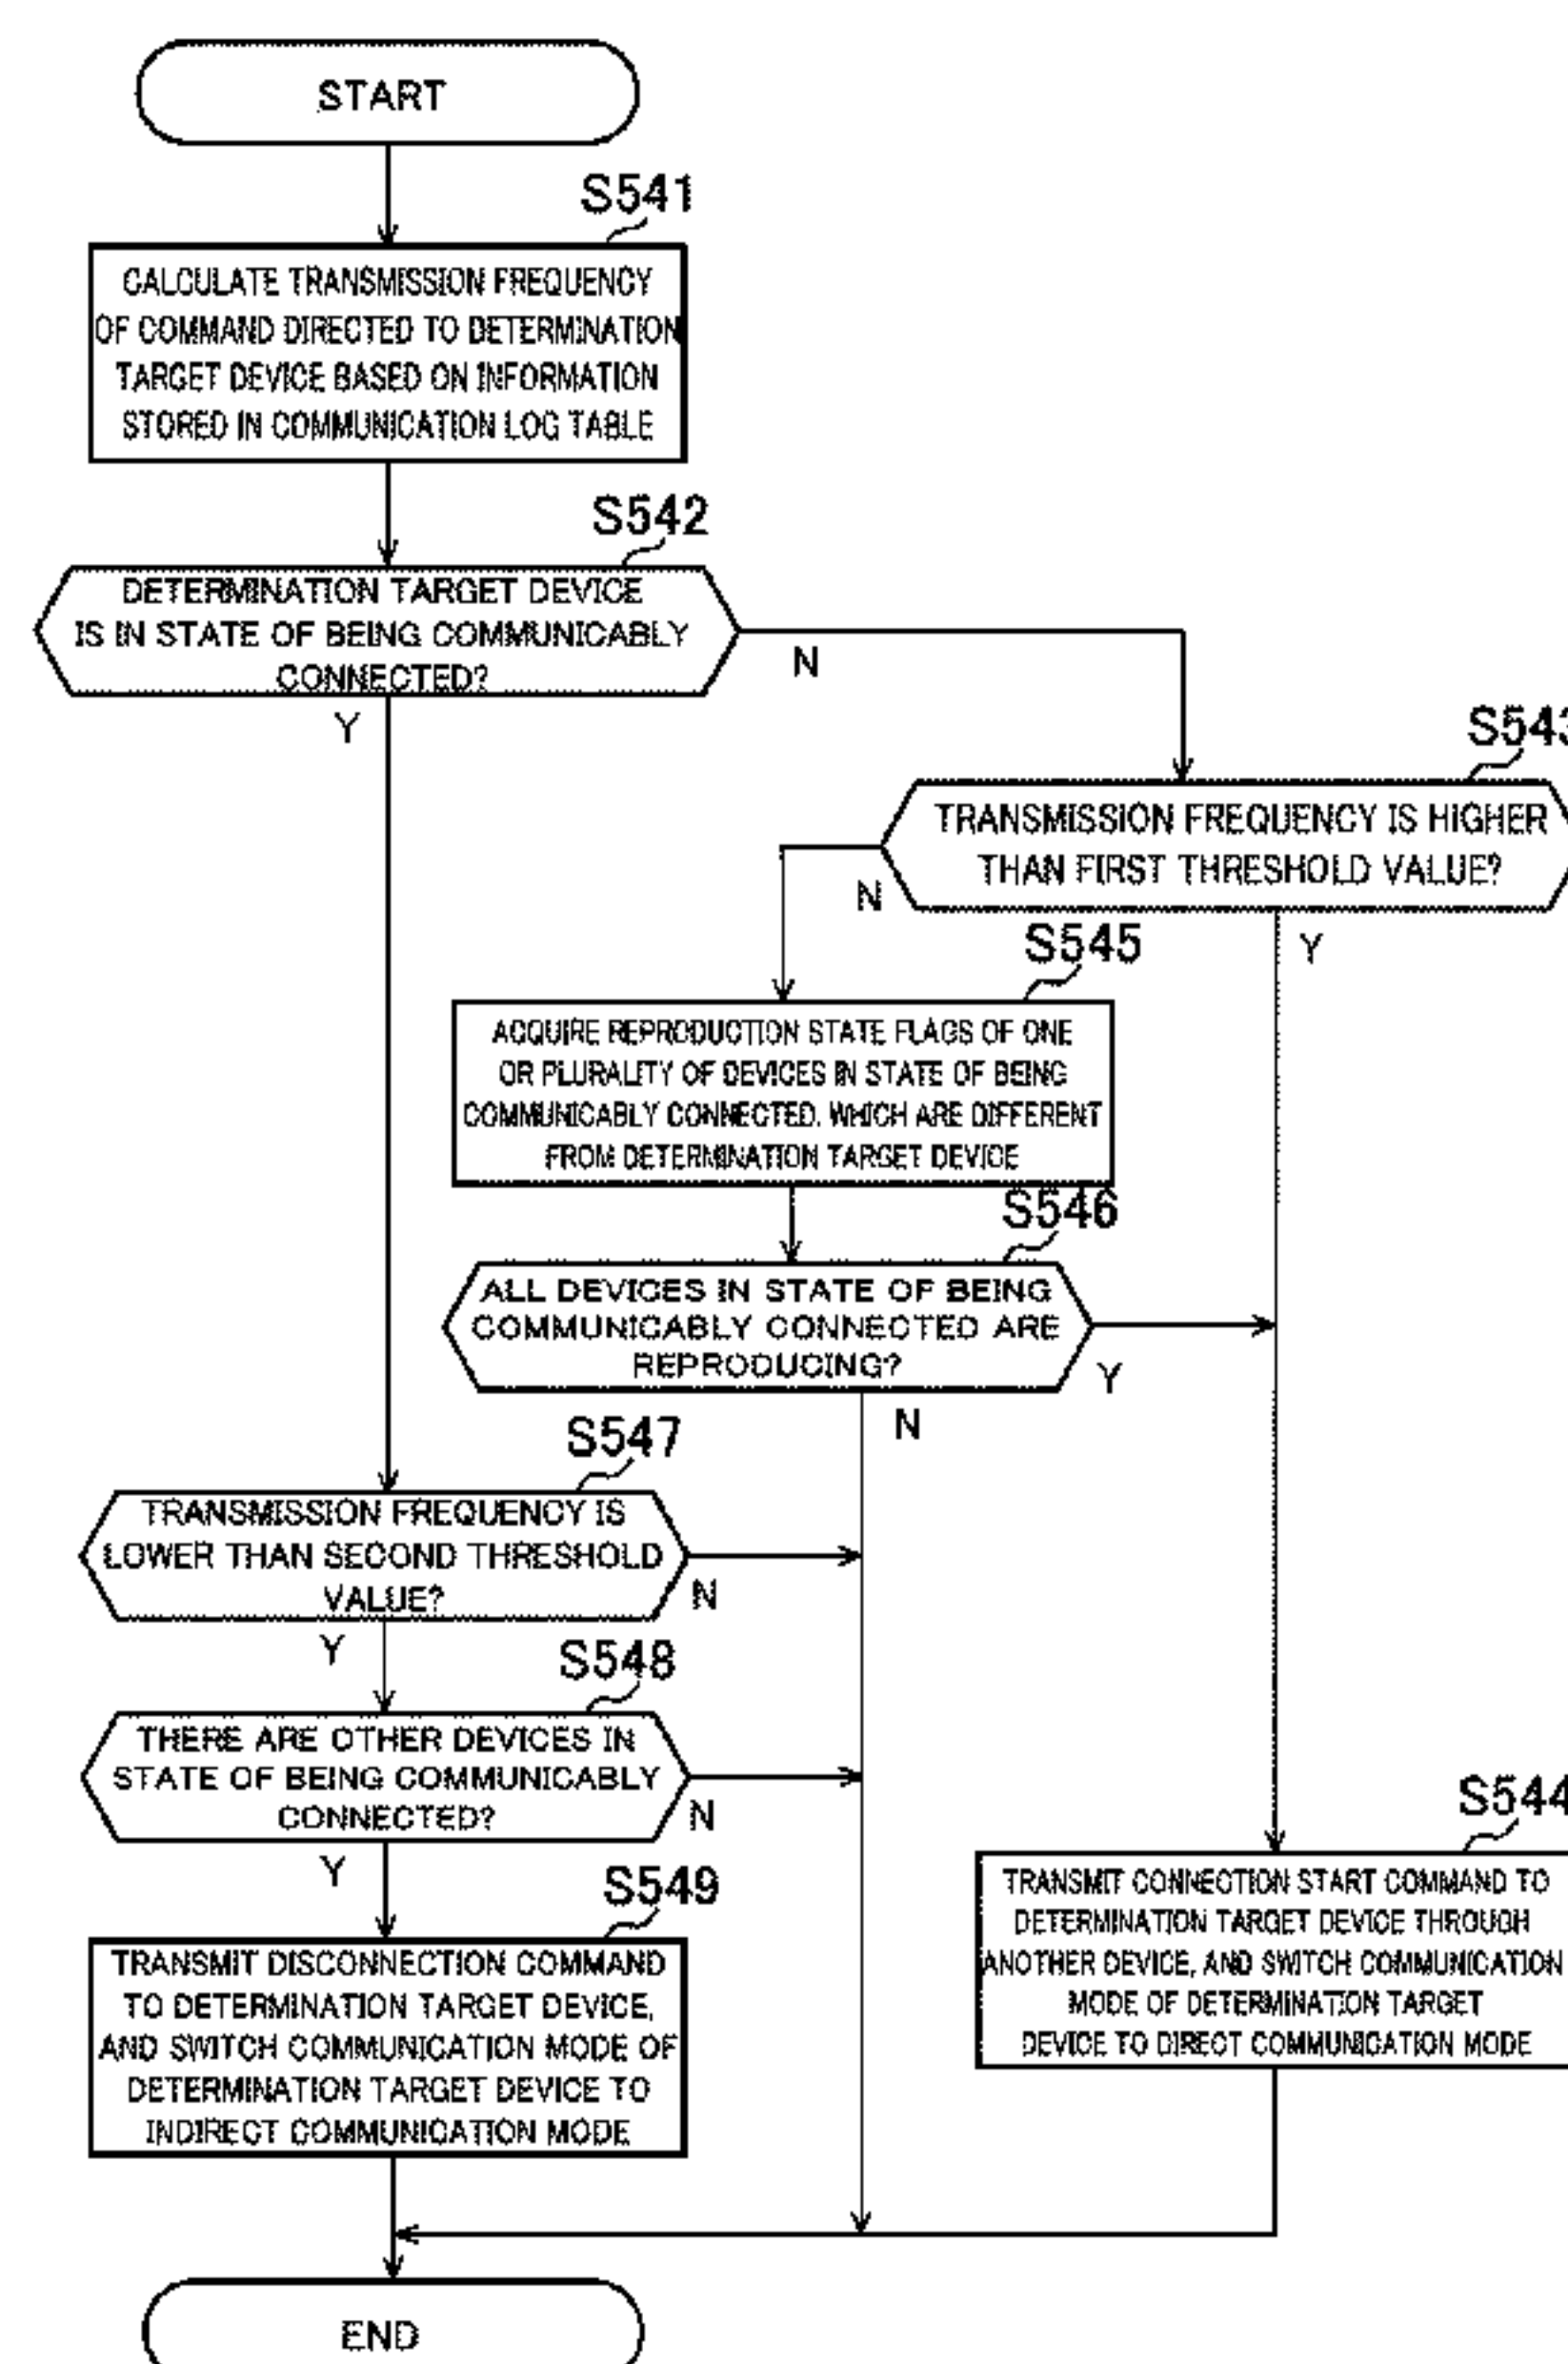 START
S541
CALCULATE TRANSMISSION FREQUENCY
OF COMMAND DIRECTED TO DETERMINATION
TARGET DEVICE BASED ON INFORMATION
STORED IN COMMUNICATION LOG TABLE
S542
DETERMINATION TARGET DEVICE
IS IN STATE OF BEING COMMUNICABLY
CONNECTED?
N
Y
S543
TRANSMISSION FREQUENCY IS HIGHER
THAN FIRST THRESHOLD VALUE?
N
Y
S545
ACQUIRE REPRODUCTION STATE FLAGS OF ONE
OR PLURALITY OF DEVICES IN STATE OF BEING
COMMUNICABLY CONNECTED, WHICH ARE DIFFERENT
FROM DETERMINATION TARGET DEVICE
S546
ALL DEVICES IN STATE OF BEING
COMMUNICABLY CONNECTED ARE
REPRODUCING?
Y
N
S547
TRANSMISSION FREQUENCY IS
LOWER THAN SECOND THRESHOLD
VALUE?
N
Y
S548
THERE ARE OTHER DEVICES IN
STATE OF BEING COMMUNICABLY
CONNECTED?
N
Y
S544
TRANSMIT CONNECTION START COMMAND TO
DETERMINATION TARGET DEVICE THROUGH
ANOTHER DEVICE, AND SWITCH COMMUNICATION
MODE OF DETERMINATION TARGET
DEVICE TO DIRECT COMMUNICATION MODE
S549
TRANSMIT DISCONNECTION COMMAND
TO DETERMINATION TARGET DEVICE,
AND SWITCH COMMUNICATION MODE OF
DETERMINATION TARGET DEVICE TO
INDIRECT COMMUNICATION MODE
END